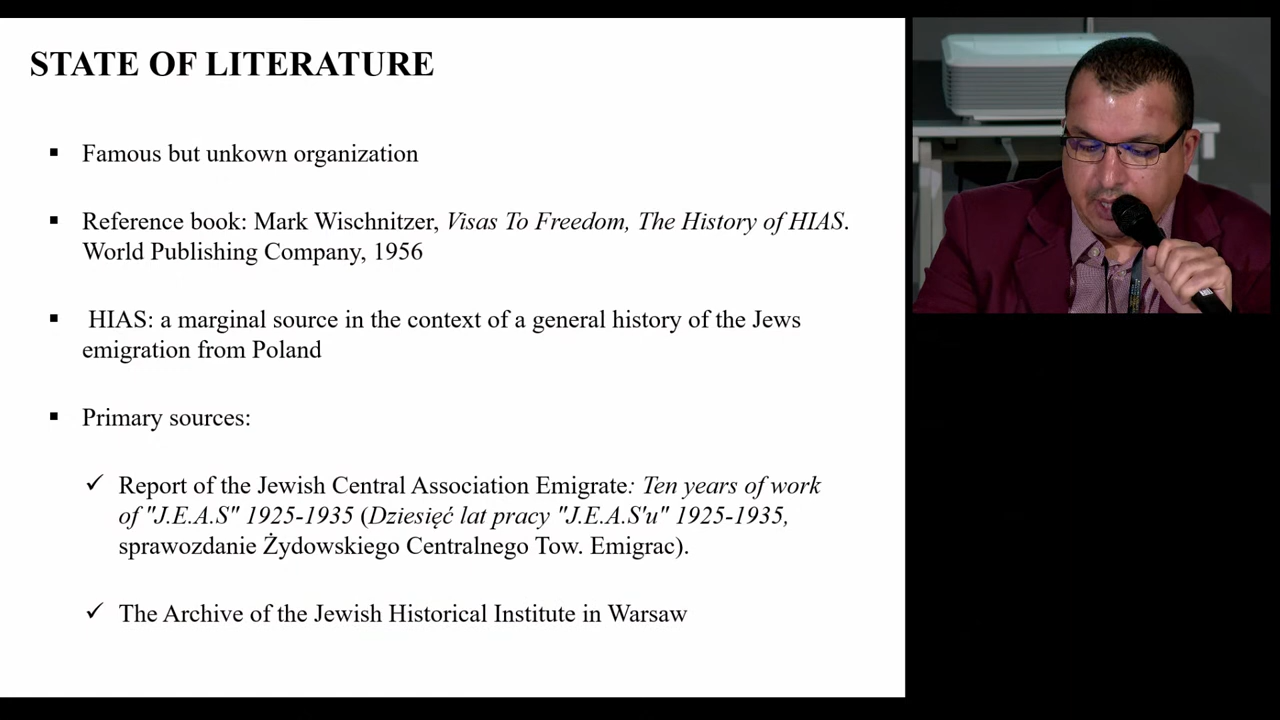 STATE OF LITERATURE
▪ Famous but unkown organization
▪ Reference book: Mark Wischnitzer, Visas To Freedom, The History of HIAS.
World Publishing Company, 1956
▪ HIAS: a marginal source in the context of a general history of the Jews
emigration from Poland
▪ Primary sources:
✓ Report of the Jewish Central Association Emigrate: Ten years of work
of "J.E.A.S" 1925-1935 (Dziesięć lat pracy "J.E.A.S'u" 1925-1935,
sprawozdanie Żydowskiego Centralnego Tow. Emigrac).
✓ The Archive of the Jewish Historical Institute in Warsaw